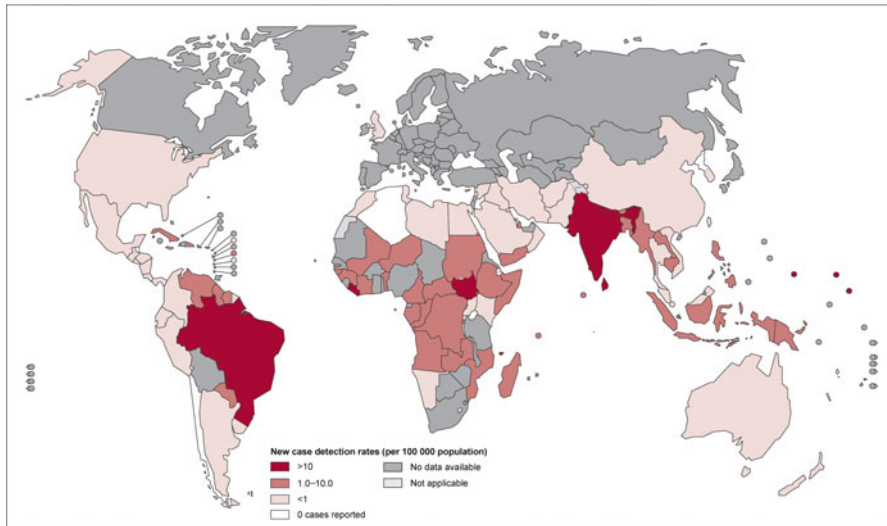 New case detection rates (per 100 000 population)
>10
1.0–10.0
<1
0 cases reported
No data available
Not applicable